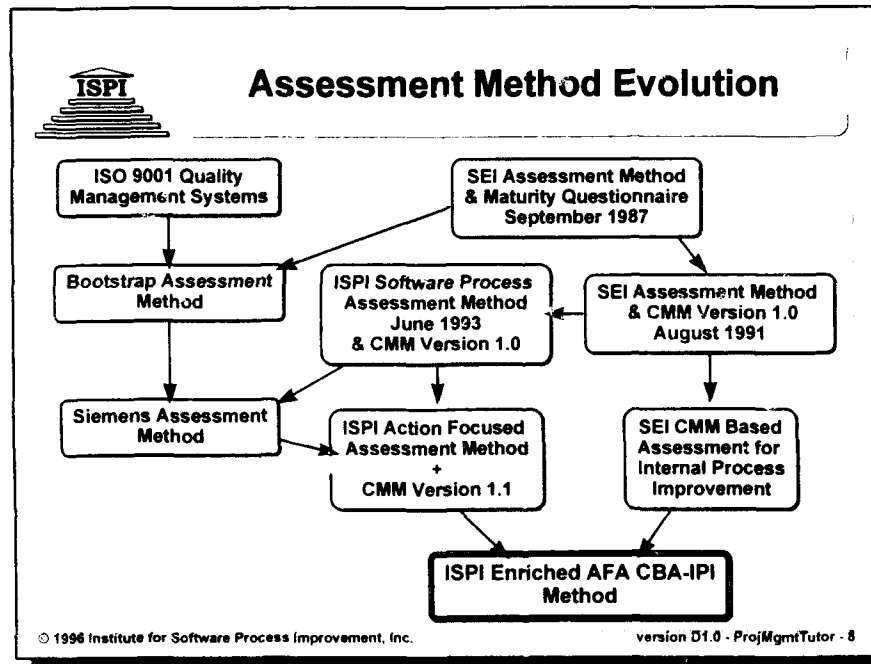 ISPI
Assessment Method Evolution
ISO 9001 Quality
Management Systems
SEI Assessment Method
& Maturity Questionnaire
September 1987
Bootstrap Assessment
Method
ISPI Software Process
Assessment Method
June 1993
& CMM Version 1.0
SEI Assessment Method
& CMM Version 1.0
August 1991
Siemens Assessment
Method
ISPI Action Focused
Assessment Method
+
CMM Version 1.1
SEI CMM Based
Assessment for
Internal Process
Improvement
ISPI Enriched AFA CBA-IPI
Method
© 1996 Institute for Software Process Improvement, Inc.
version D1.0 - ProjMgmtTutor - 8